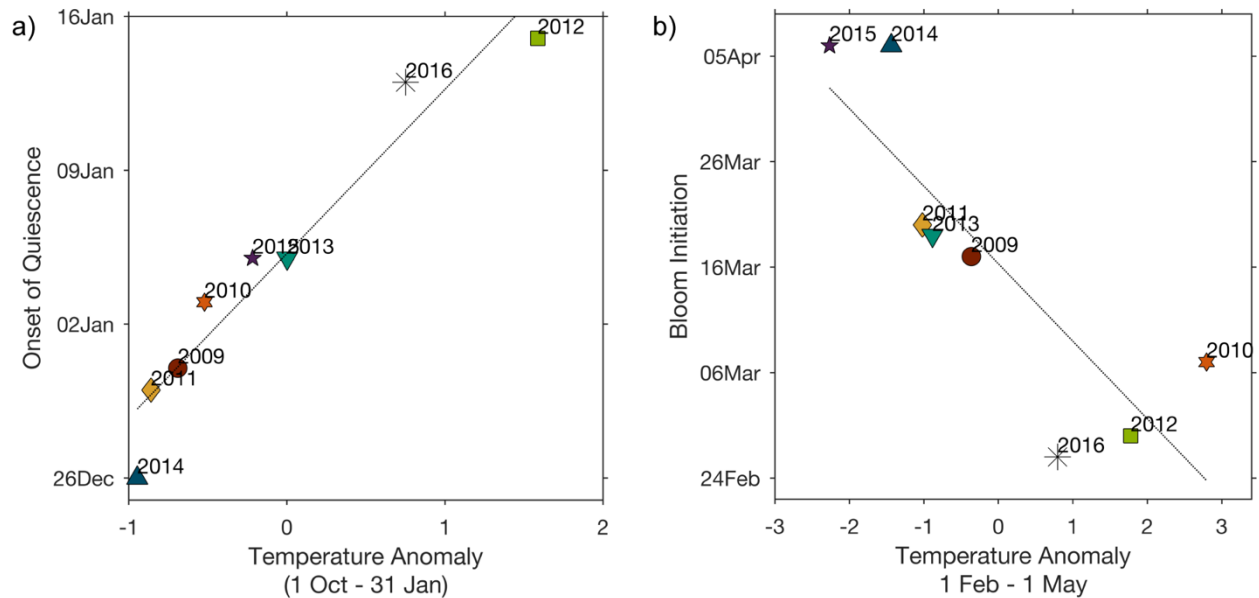 a)
16Jan
09Jan
02Jan
26Dec
Onset of Quiescence
2012
2016
2015
2013
2010
2009
2011
2014
-1
0
1
2
Temperature Anomaly
(1 Oct - 31 Jan)
b)
05Apr
26Mar
16Mar
06Mar
24Feb
Bloom Initiation
2015
2014
2011
2013
2009
2010
2012
2016
-3
-2
-1
0
1
2
3
Temperature Anomaly
1 Feb - 1 May